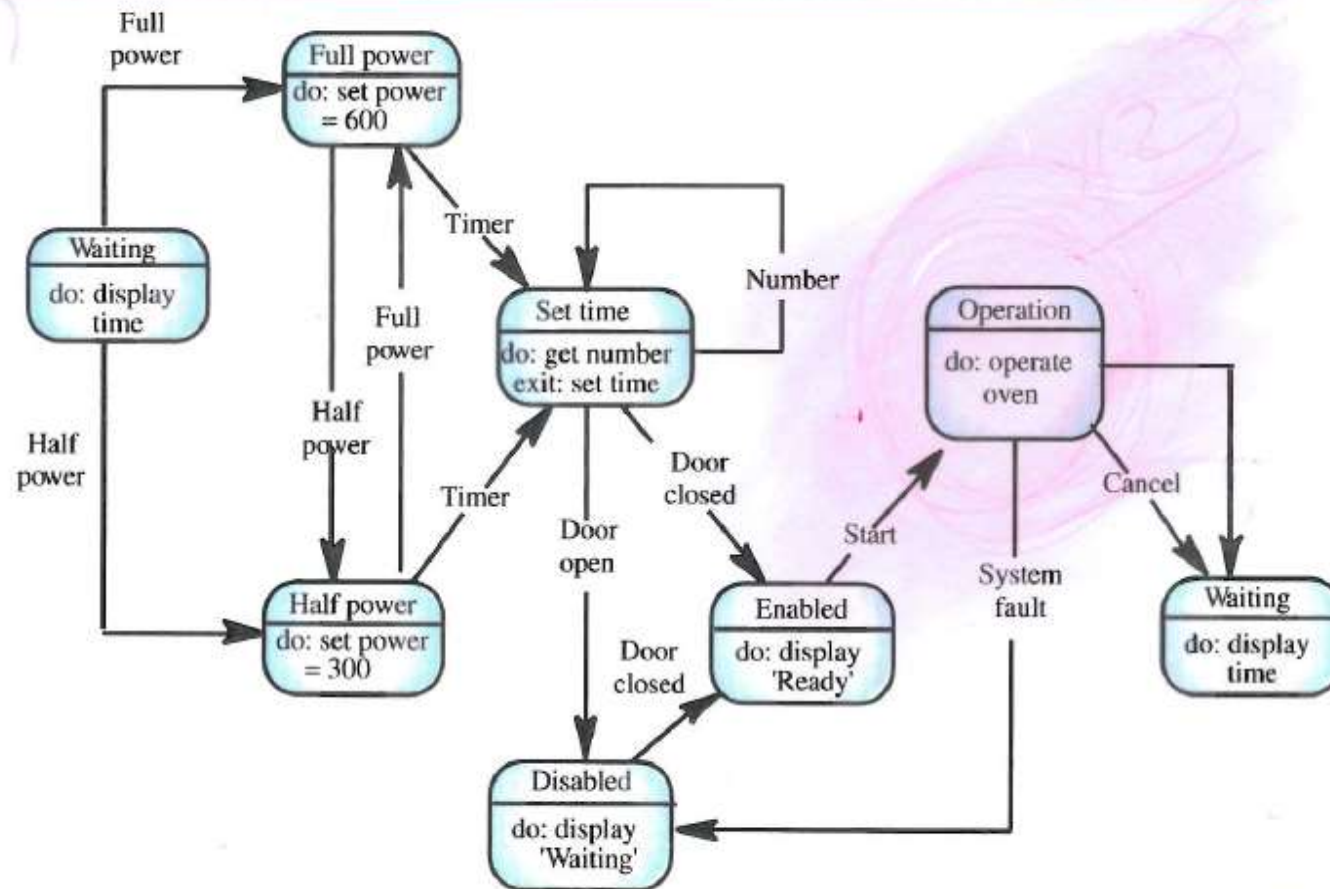 Full
power
Full power
do: set power
= 600
Timer
Waiting
do: display
time
Number
Set time
do: get number
exit: set time
Full
power
Operation
do: operate
oven
Half
power
Half
power
Timer
Door
closed
Cancel
Door
open
Start
System
fault
Half power
do: set power
= 300
Enabled
do: display
'Ready'
Waiting
do: display
time
Door
closed
Disabled
do: display
'Waiting'